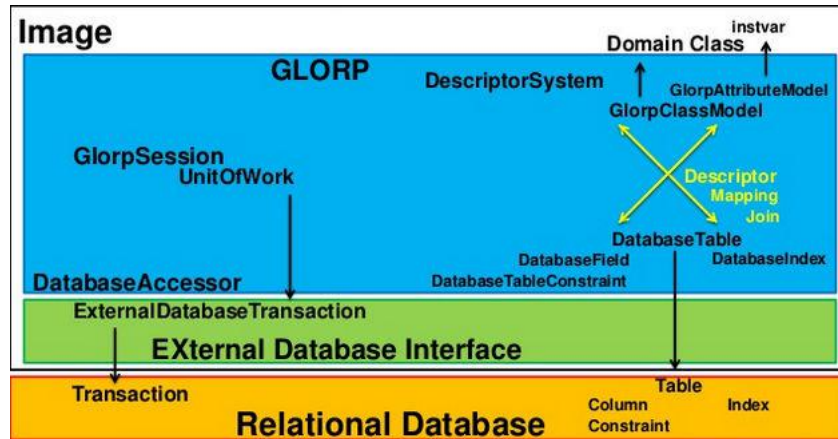 Image
instvar
Domain Class
GLORP
DescriptorSystem
GlorpAttributeModel
GlorpClassModel
GlorpSession
UnitOfWork
Descriptor
Mapping
Join
DatabaseTable
DatabaseField
DatabaseIndex
DatabaseAccessor
DatabaseTableConstraint
ExternalDatabaseTransaction
EXternal Database Interface
Transaction
Table
Column
Index
Constraint
Relational Database